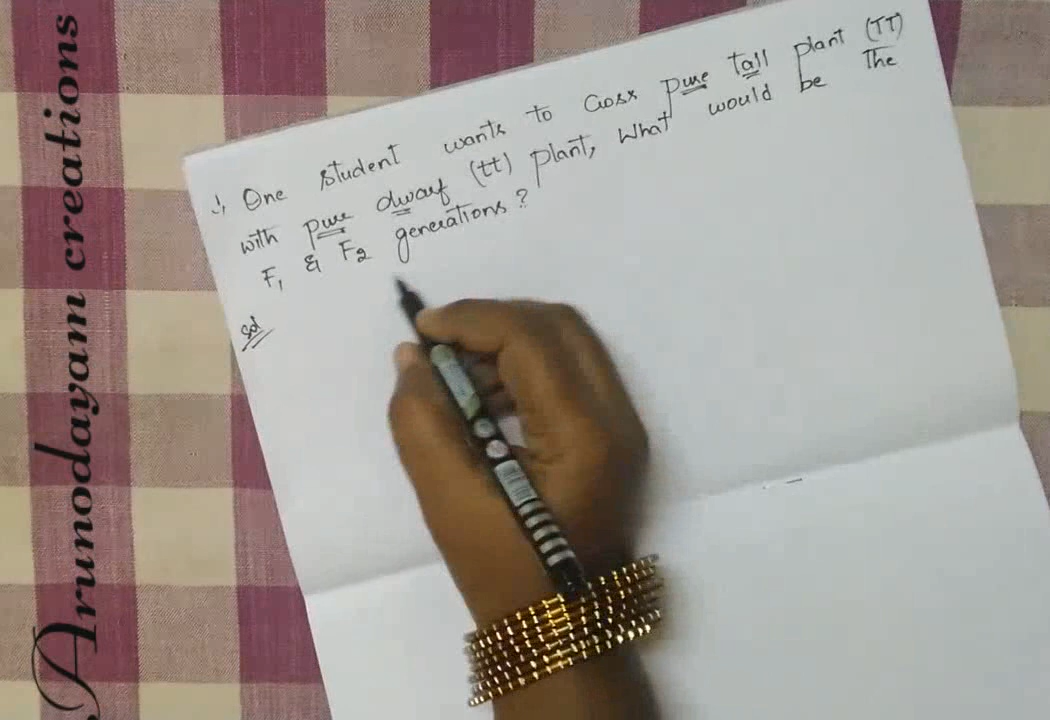 Arunodayam creations
1, One student wants to cross pure tall plant (TT)
with pure dwarf (tt) plant, what would be the
F1 & F2 generations?
Sol